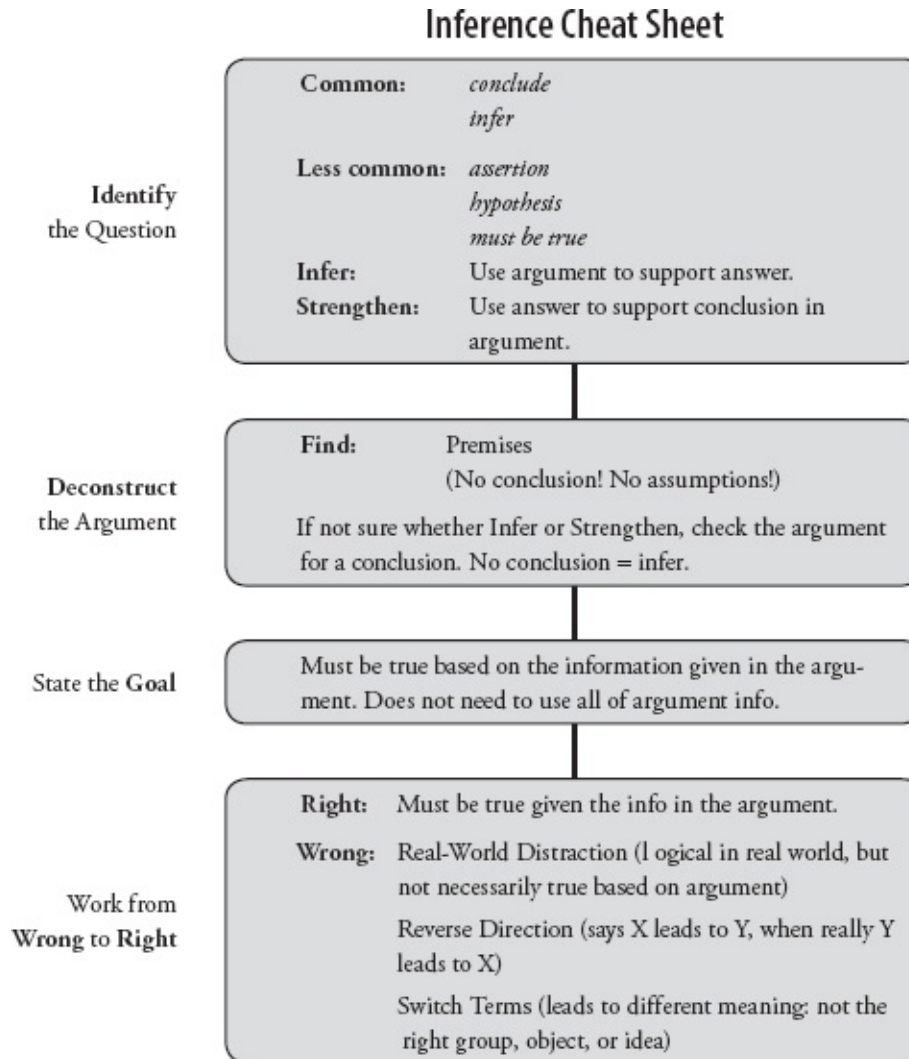 Inference Cheat Sheet
Identify
the Question
Common: conclude
infer
Less common: assertion
hypothesis
must be true
Infer: Use argument to support answer.
Strengthen: Use answer to support conclusion in
argument.
Deconstruct
the Argument
Find: Premises
(No conclusion! No assumptions!)
If not sure whether Infer or Strengthen, check the argument
for a conclusion. No conclusion = infer.
State the Goal
Must be true based on the information given in the argu-
ment. Does not need to use all of argument info.
Work from
Wrong to Right
Right: Must be true given the info in the argument.
Wrong: Real-World Distraction (l ogical in real world, but
not necessarily true based on argument)
Reverse Direction (says X leads to Y, when really Y
leads to X)
Switch Terms (leads to different meaning: not the
right group, object, or idea)